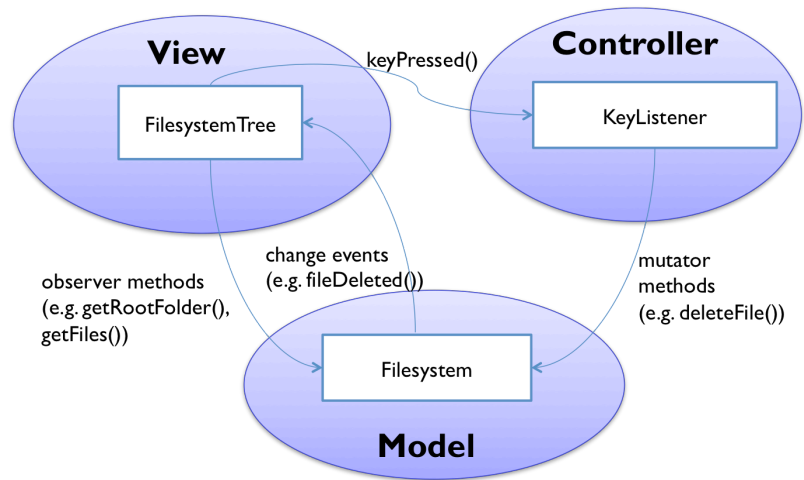 View
Controller
keyPressed()
FilesystemTree
KeyListener
observer methods
(e.g. getRootFolder(),
getFiles())
change events
(e.g. fileDeleted())
mutator
methods
(e.g. deleteFile())
Filesystem
Model